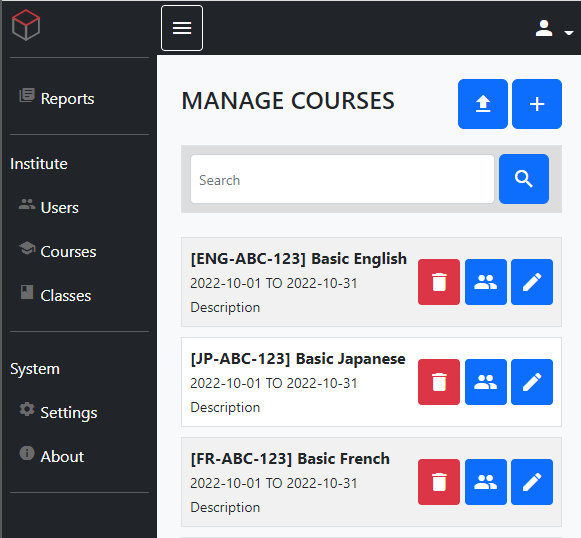 Reports
Institute
Users
Courses
Classes
System
Settings
About
MANAGE COURSES
Search
[ENG-ABC-123] Basic English
2022-10-01 TO 2022-10-31
Description
[JP-ABC-123] Basic Japanese
2022-10-01 TO 2022-10-31
Description
[FR-ABC-123] Basic French
2022-10-01 TO 2022-10-31
Description